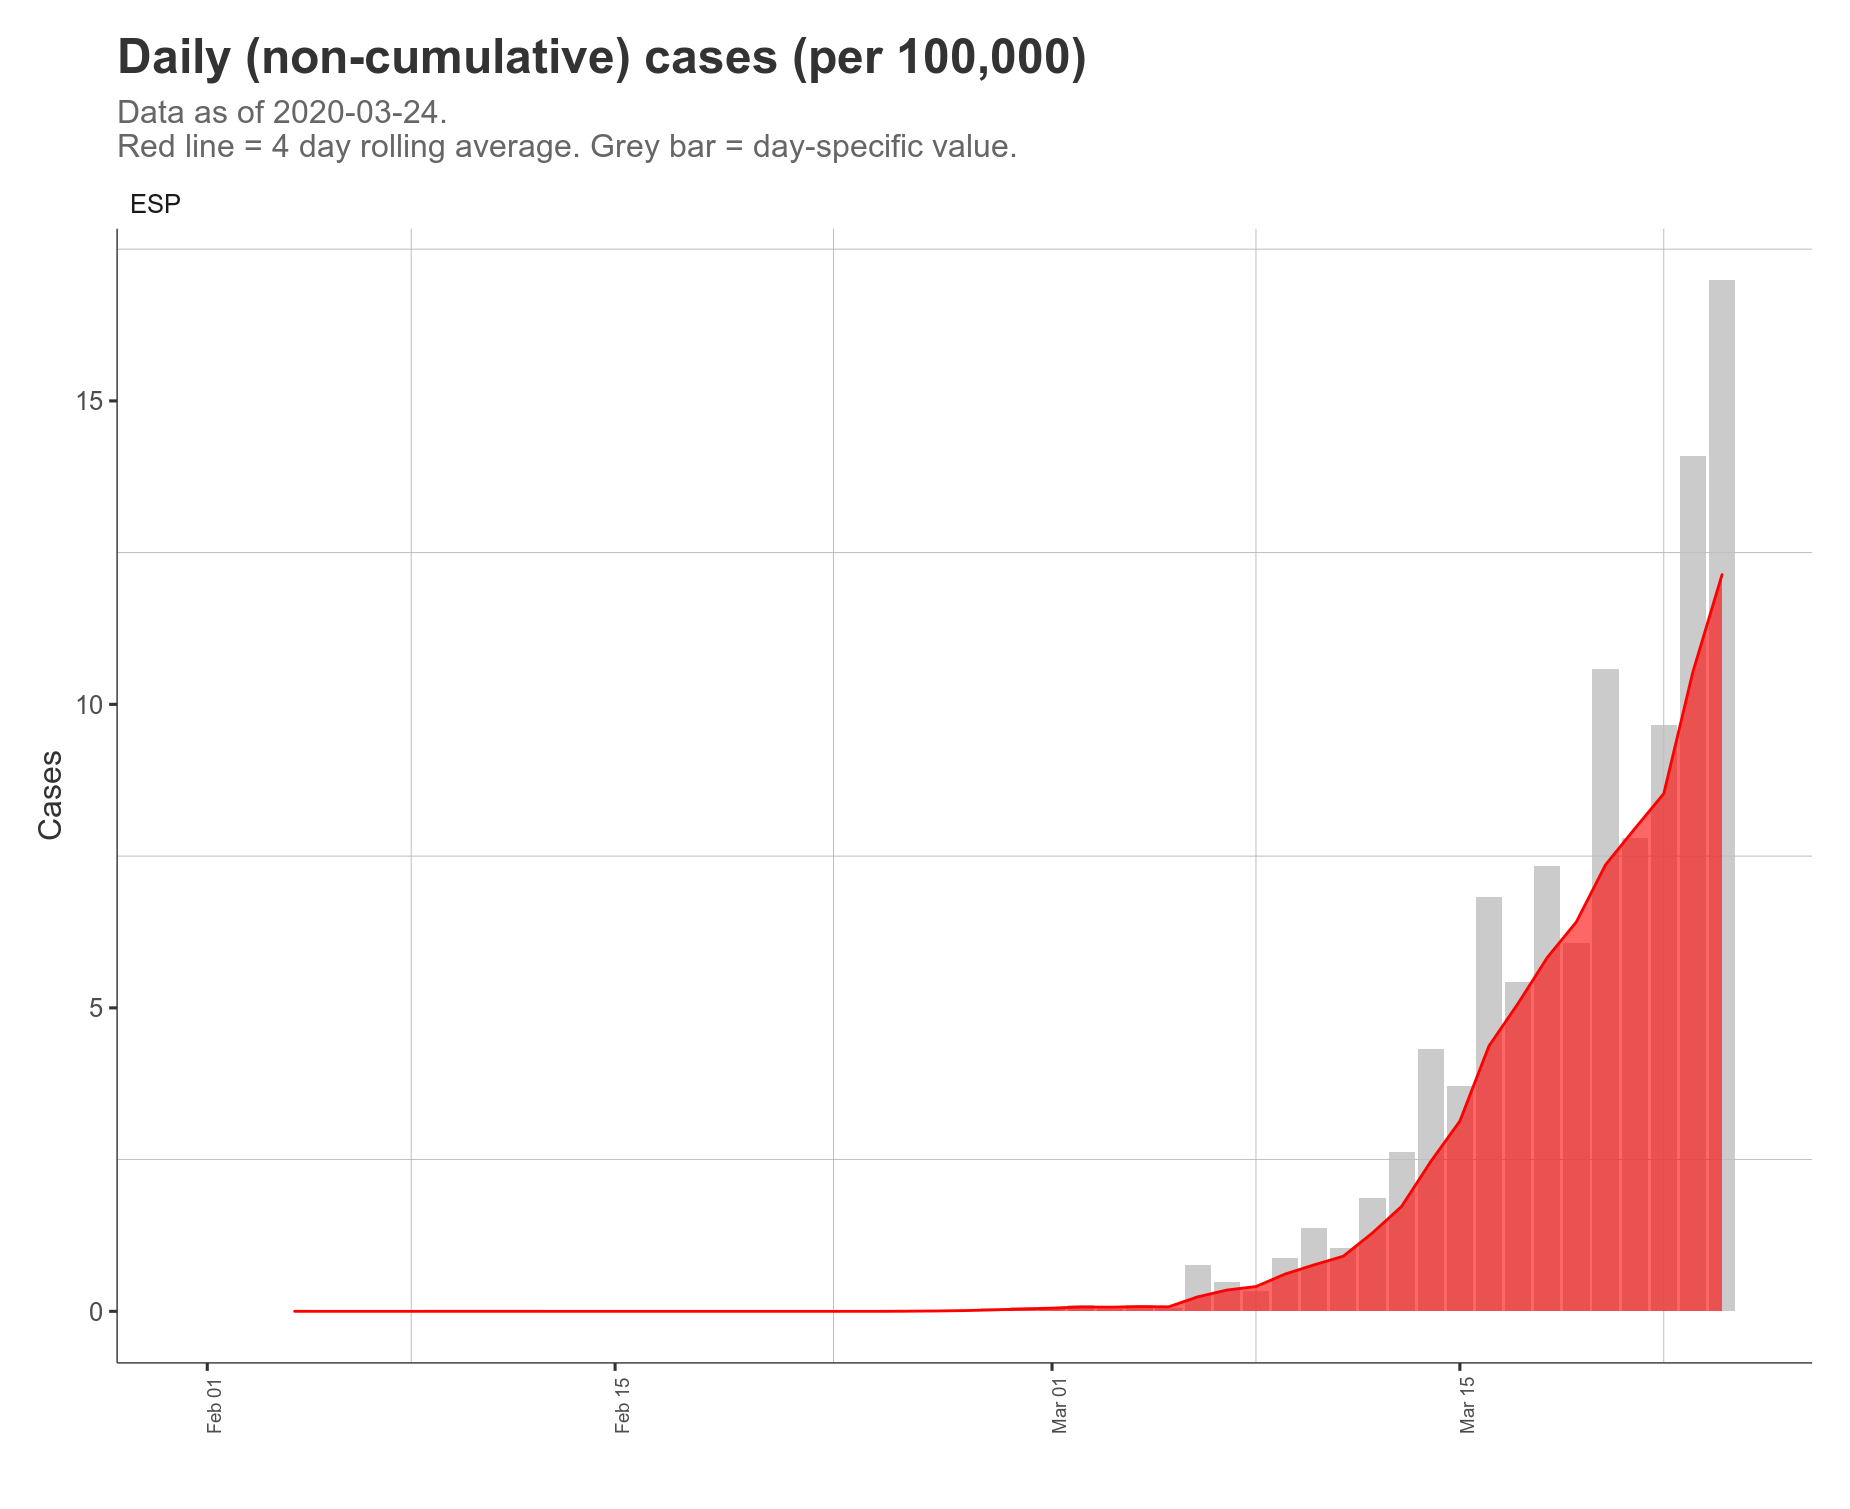 Daily (non-cumulative) cases (per 100,000)
Data as of 2020-03-24.
Red line = 4 day rolling average. Grey bar = day-specific value.
ESP
15
10
5
0
Cases
Feb 01
Feb 15
Mar 01
Mar 15